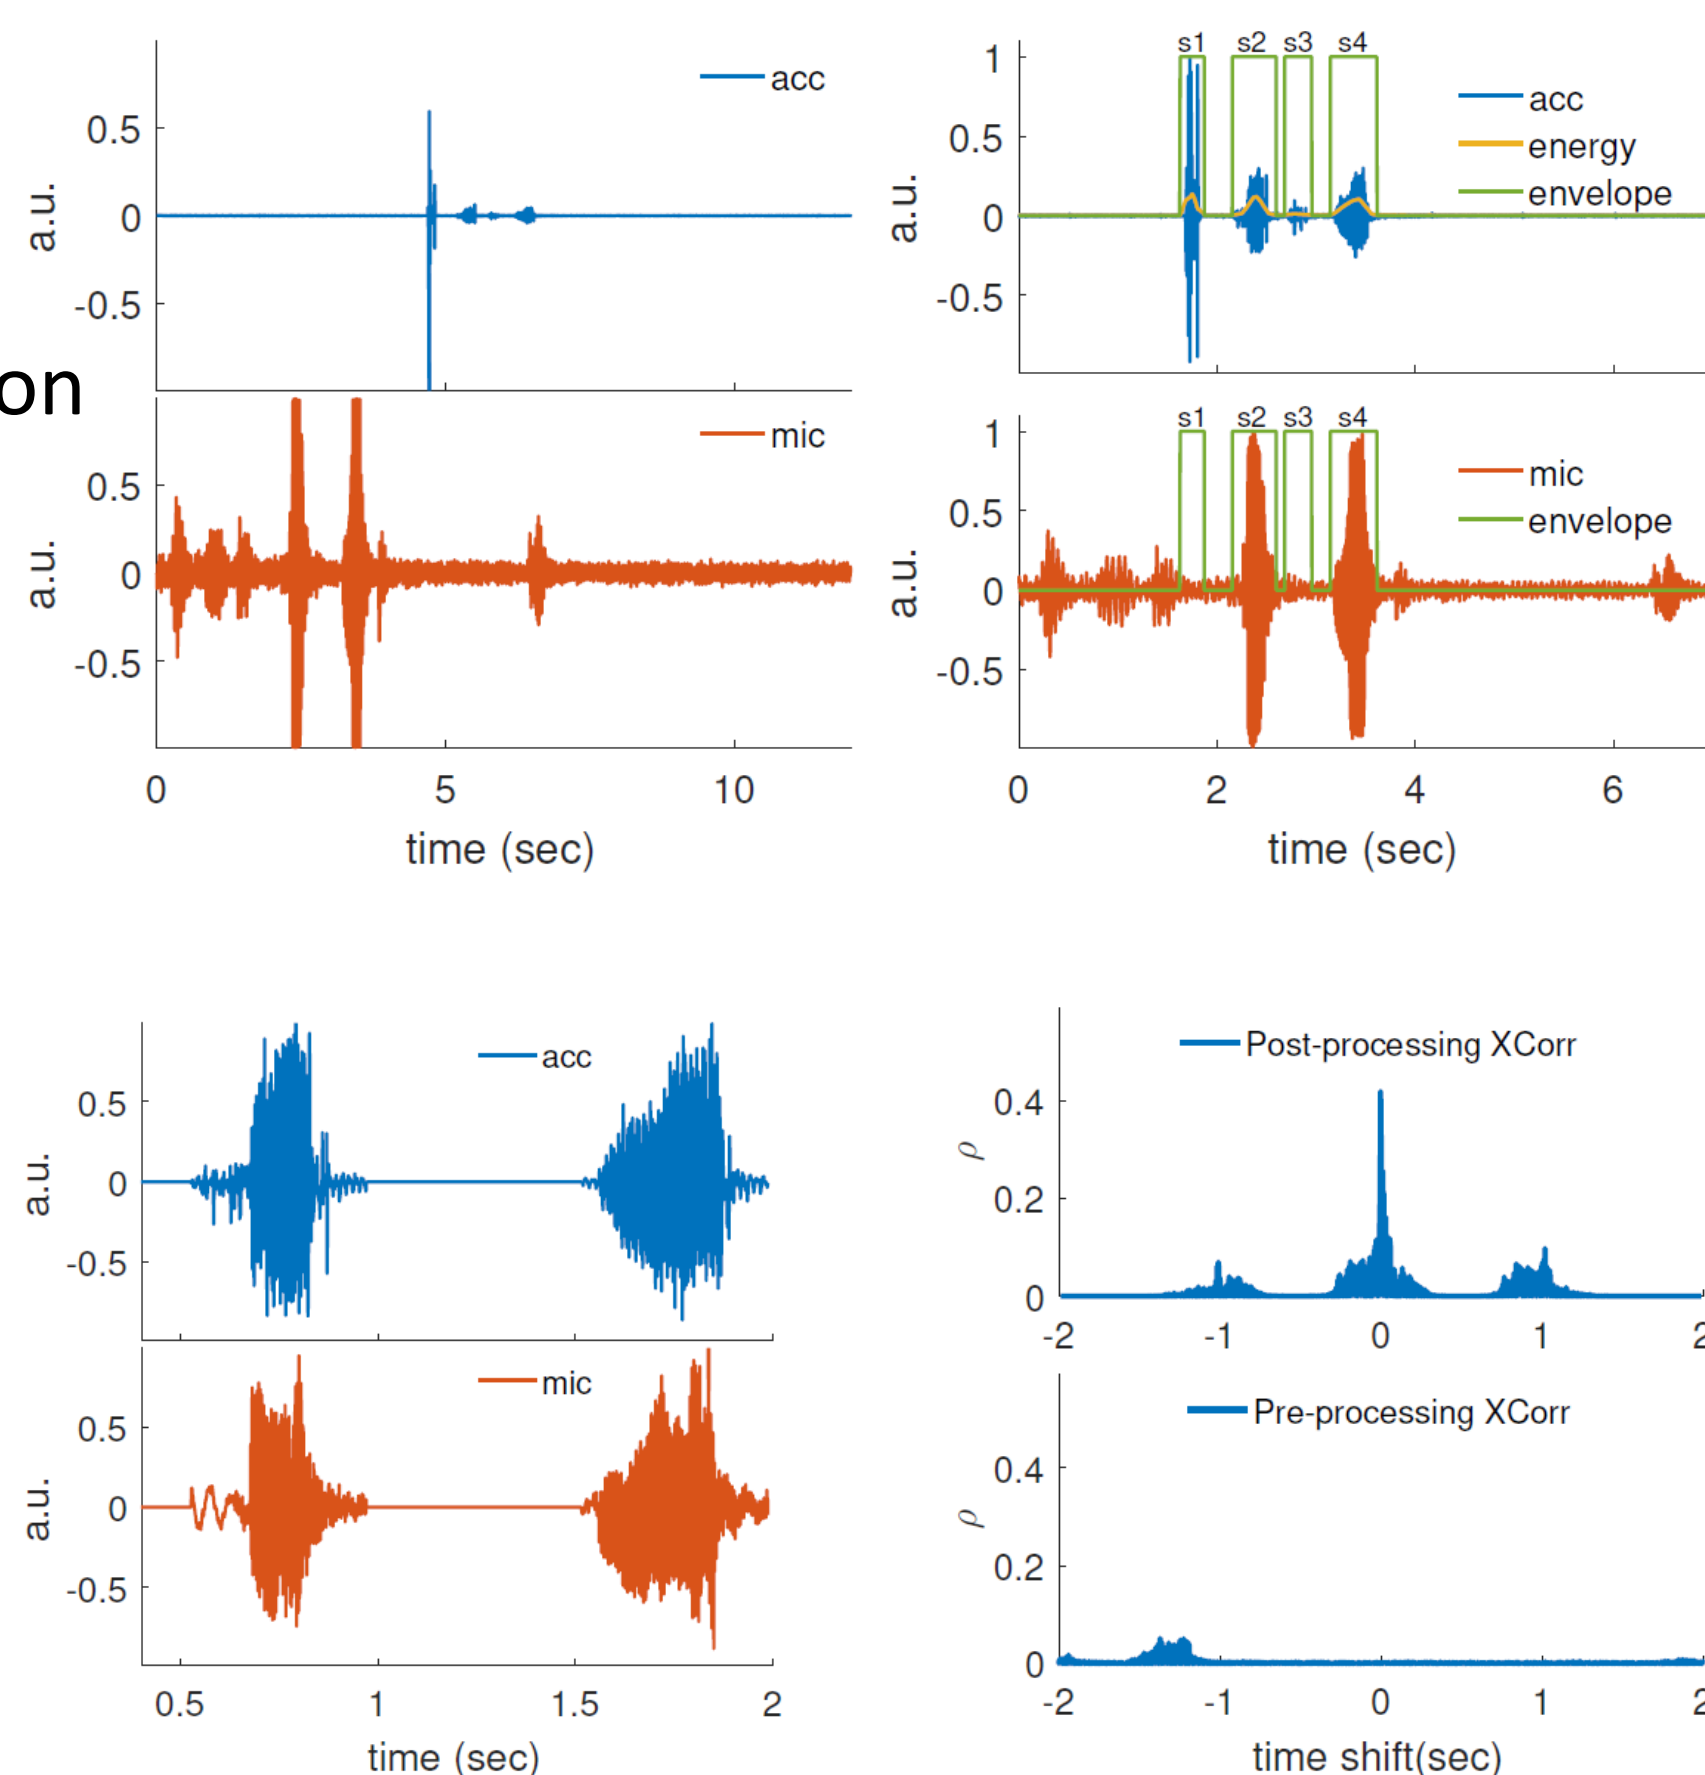 on
acc
0.5
0
-0.5
a.u.
mic
0.5
0
-0.5
a.u.
0 5 10
time (sec)
s1 s2 s3 s4
1
0.5
0
-0.5
a.u.
acc
energy
envelope
s1 s2 s3 s4
1
0.5
0
-0.5
a.u.
mic
envelope
0 2 4 6
time (sec)
acc
0.5
0
-0.5
a.u.
mic
0.5
0
-0.5
a.u.
0.5 1 1.5 2
time (sec)
Post-processing XCorr
0.4
0.2
0
ρ
-2 -1 0 1 2
Pre-processing XCorr
0.4
0.2
0
ρ
-2 -1 0 1 2
time shift(sec)